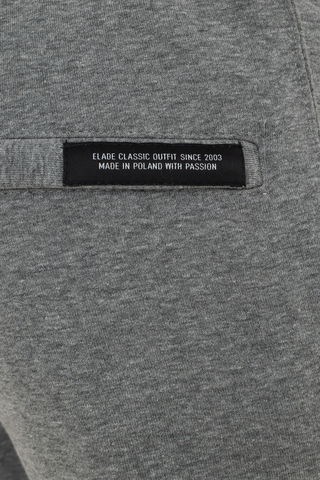 ELADE CLASSIC OUTFIT SINCE 2003
MADE IN POLAND WITH PASSION